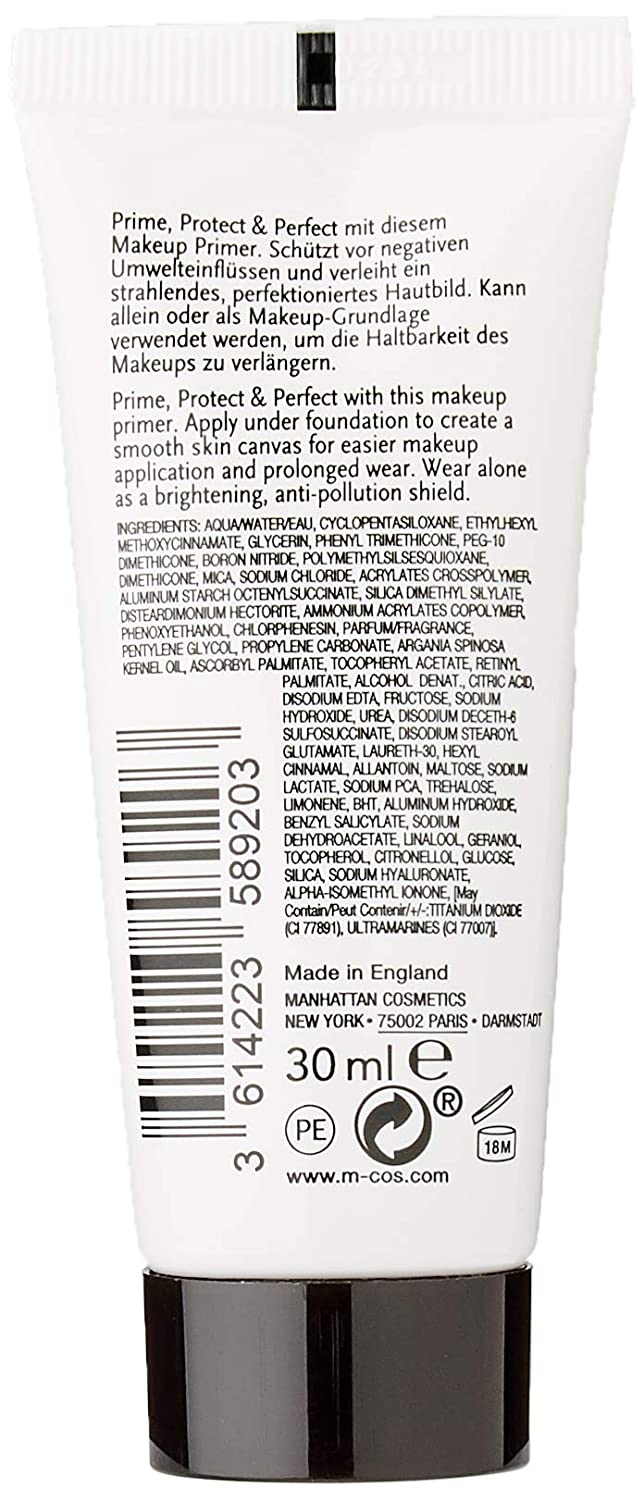 Prime, Protect & Perfect mit diesem
Makeup Primer. Schützt vor negativen
Umwelteinflüssen und verleiht ein
strahlendes, perfektioniertes Hautbild. Kann
allein oder als Makeup-Grundlage
verwendet werden, um die Haltbarkeit des
Makeups zu verlängern.
Prime, Protect & Perfect with this makeup
primer. Apply under foundation to create a
smooth skin canvas for easier makeup
application and prolonged wear. Wear alone
as a brightening, anti-pollution shield.
INGREDIENTS: AQUA/WATER/EAU, CYCLOPENTASILOXANE, ETHYLHEXYL
METHOXYCINNAMATE, GLYCERIN, PHENYL TRIMETHICONE, PEG-10
DIMETHICONE, BORON NITRIDE, POLYMETHYLSILSESQUIOXANE,
DIMETHICONE, MICA, SODIUM CHLORIDE, ACRYLATES CROSSPOLYMER,
ALUMINUM STARCH OCTENYLSUCCINATE, SILICA DIMETHYL SILYLATE,
DISTEARDIMONIUM HECTORITE, AMMONIUM ACRYLATES COPOLYMER,
PHENOXYETHANOL, CHLORPHENESIN, PARFUM/FRAGRANCE,
PENTYLENE GLYCOL, PROPYLENE CARBONATE, ARGANIA SPINOSA
KERNEL OIL, ASCORBYL PALMITATE, TOCOPHERYL ACETATE, RETINYL
PALMITATE, ALCOHOL DENAT., CITRIC ACID,
DISODIUM EDTA, FRUCTOSE, SODIUM
HYDROXIDE, UREA, DISODIUM DECETH-6
SULFOSUCCINATE, DISODIUM STEAROYL
GLUTAMATE, LAURETH-30, HEXYL
CINNAMAL, ALLANTOIN, MALTOSE, SODIUM
LACTATE, SODIUM PCA, TREHALOSE,
LIMONENE, BHT, ALUMINUM HYDROXIDE,
BENZYL SALICYLATE, SODIUM
DEHYDROACETATE, LINALOOL, GERANIOL,
TOCOPHEROL, CITRONELLOL, GLUCOSE,
SILICA, SODIUM HYALURONATE,
ALPHA-ISOMETHYL IONONE, [May
Contain/Peut Contenir/+/-:TITANIUM DIOXIDE
(CI 77891), ULTRAMARINES (CI 77007)].
3 614223 589203
Made in England
MANHATTAN COSMETICS
NEW YORK • 75002 PARIS • DARMSTADT
30 ml ℮
PE
®
18M
www.m-cos.com